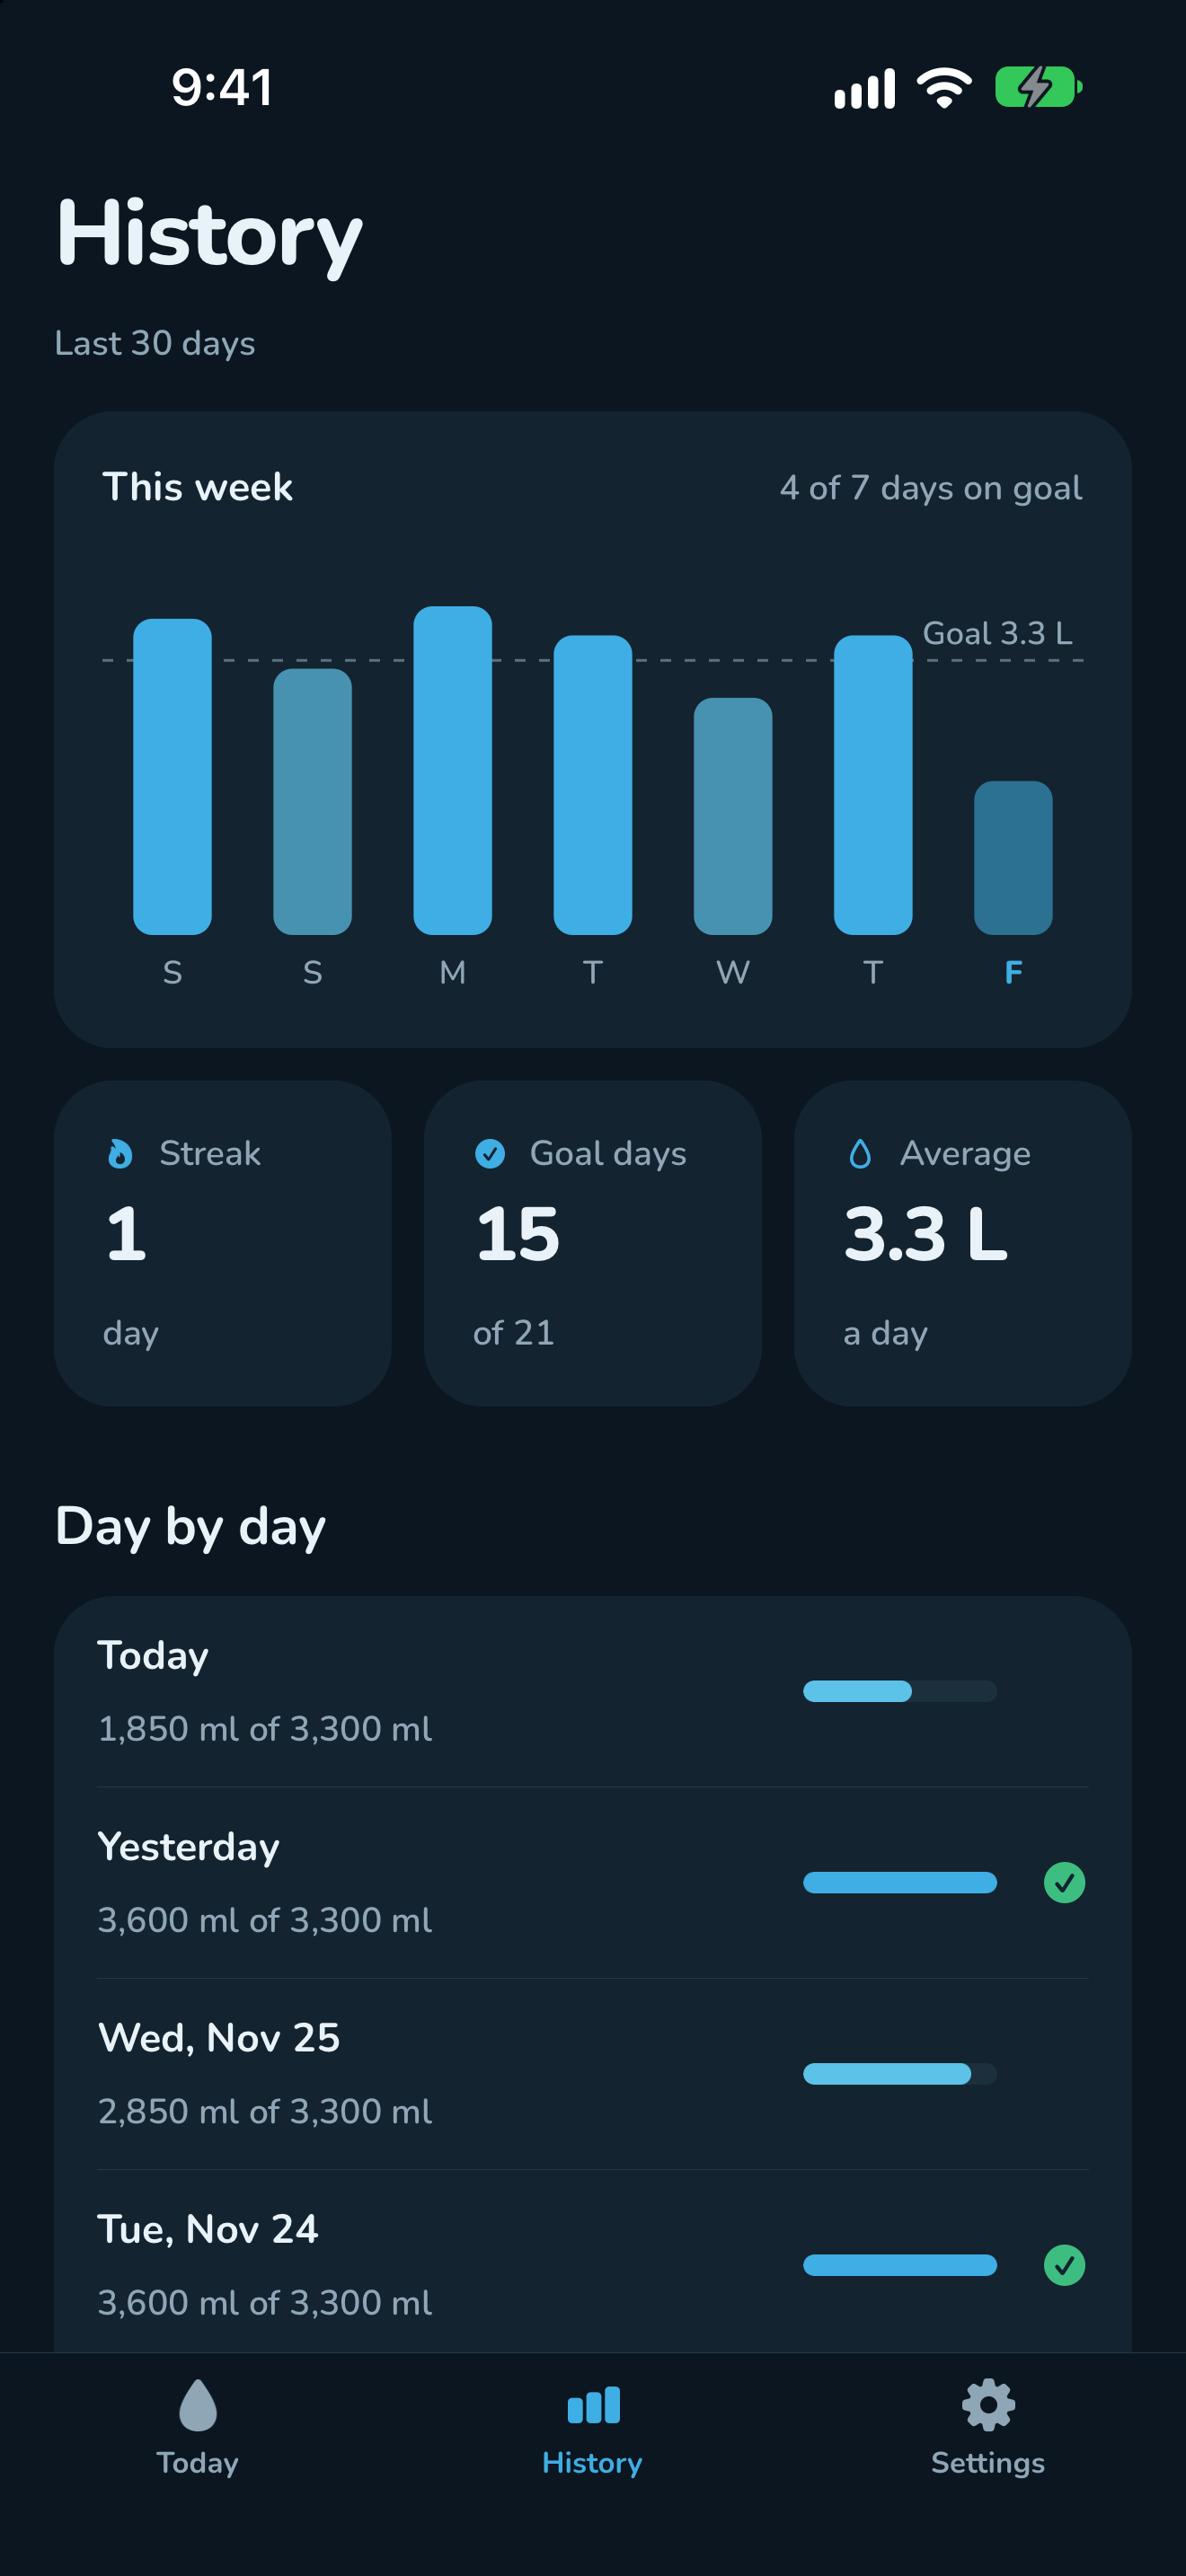 9:41
History
Last 30 days
This week
4 of 7 days on goal
Goal 3.3 L
S S M T W T F
Streak
1
day
Goal days
15
of 21
Average
3.3 L
a day
Day by day
Today
1,850 ml of 3,300 ml
Yesterday
3,600 ml of 3,300 ml
Wed, Nov 25
2,850 ml of 3,300 ml
Tue, Nov 24
3,600 ml of 3,300 ml
Today
History
Settings